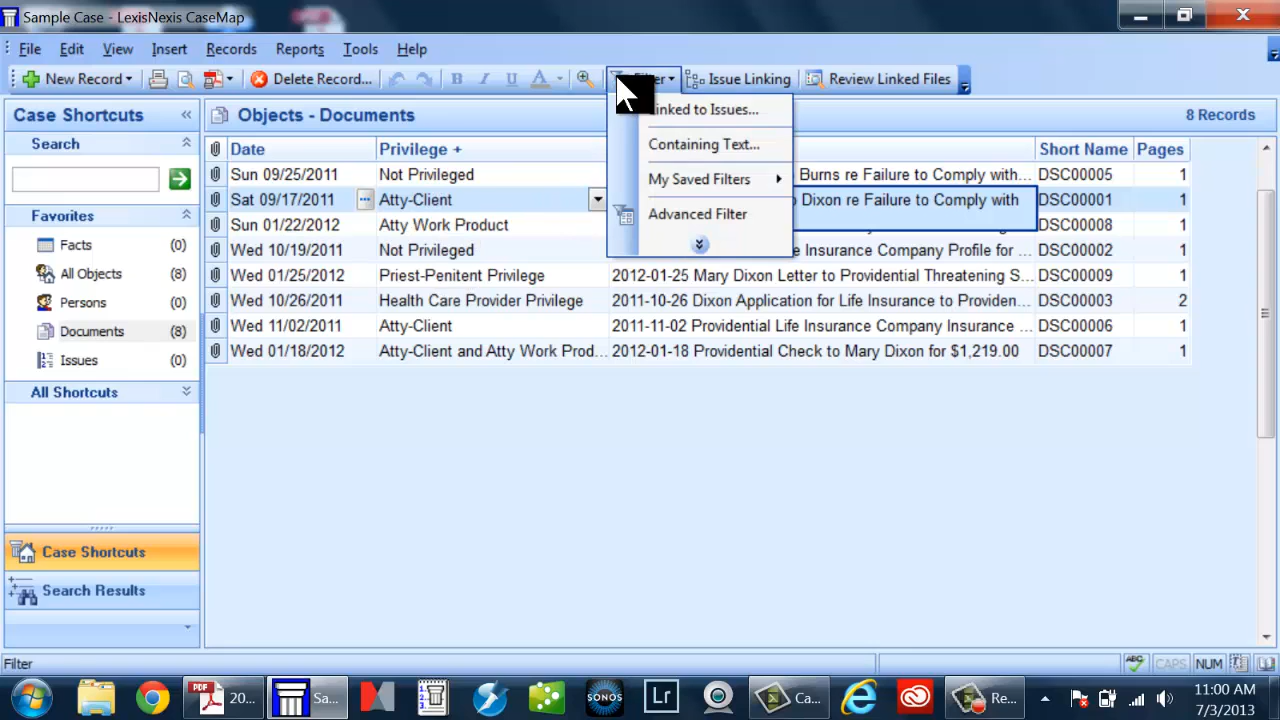 Sample Case - LexisNexis CaseMap
File Edit View Insert Records Reports Tools Help
New Record Delete Record... B I U A Issue Linking Review Linked Files
Case Shortcuts
Objects - Documents 8 Records
Linked to Issues...
Containing Text...
My Saved Filters
Advanced Filter
Search
Favorites
Facts (0)
All Objects (8)
Persons (0)
Documents (8)
Issues (0)
All Shortcuts
Case Shortcuts
Search Results
Date Privilege + Short Name Pages
Sun 09/25/2011 Not Privileged Burns re Failure to Comply with... DSC00005 1
Sat 09/17/2011 ... Atty-Client Dixon re Failure to Comply with DSC00001 1
Sun 01/22/2012 Atty Work Product DSC00008 1
Wed 10/19/2011 Not Privileged Insurance Company Profile for ... DSC00002 1
Wed 01/25/2012 Priest-Penitent Privilege 2012-01-25 Mary Dixon Letter to Providential Threatening S... DSC00009 1
Wed 10/26/2011 Health Care Provider Privilege 2011-10-26 Dixon Application for Life Insurance to Providen... DSC00003 2
Wed 11/02/2011 Atty-Client 2011-11-02 Providential Life Insurance Company Insurance ... DSC00006 1
Wed 01/18/2012 Atty-Client and Atty Work Prod... 2012-01-18 Providential Check to Mary Dixon for $1,219.00 DSC00007 1
Filter ABC CAPS NUM
PDF 20... Sa... SONOS Lr Ca... Re... 11:00 AM
7/3/2013